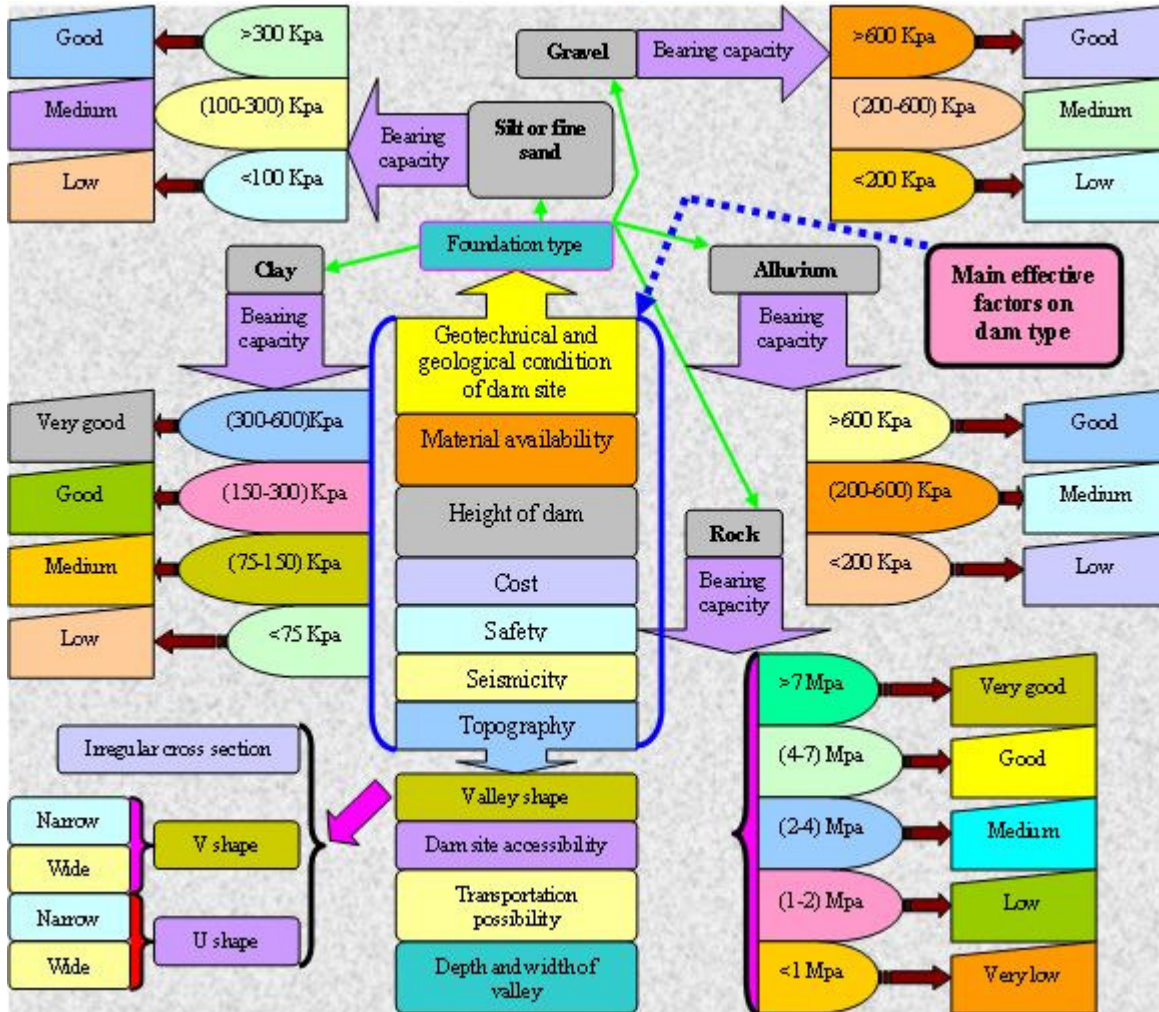 Good
>300 Kpa
Medium
(100-300) Kpa
Low
<100 Kpa
Bearing
capacity
Silt or fine
sand
Gravel
Bearing capacity
>600 Kpa
Good
(200-600) Kpa
Medium
<200 Kpa
Low
Foundation type
Clay
Bearing
capacity
Alluvium
Bearing
capacity
Main effective
factors on
dam type
Geotechnical and
geological condition
of dam site
Material availability
Height of dam
Cost
Safety
Seismicity
Topography
Very good
(300-600)Kpa
Good
(150-300) Kpa
Medium
(75-150) Kpa
Low
<75 Kpa
>600 Kpa
Good
(200-600) Kpa
Medium
<200 Kpa
Low
Rock
Bearing
capacity
>7 Mpa
Very good
(4-7) Mpa
Good
(2-4) Mpa
Medium
(1-2) Mpa
Low
<1 Mpa
Very low
Valley shape
Dam site accessibility
Transportation
possibility
Depth and width of
valley
Irregular cross section
Narrow
Wide
V shape
Narrow
Wide
U shape